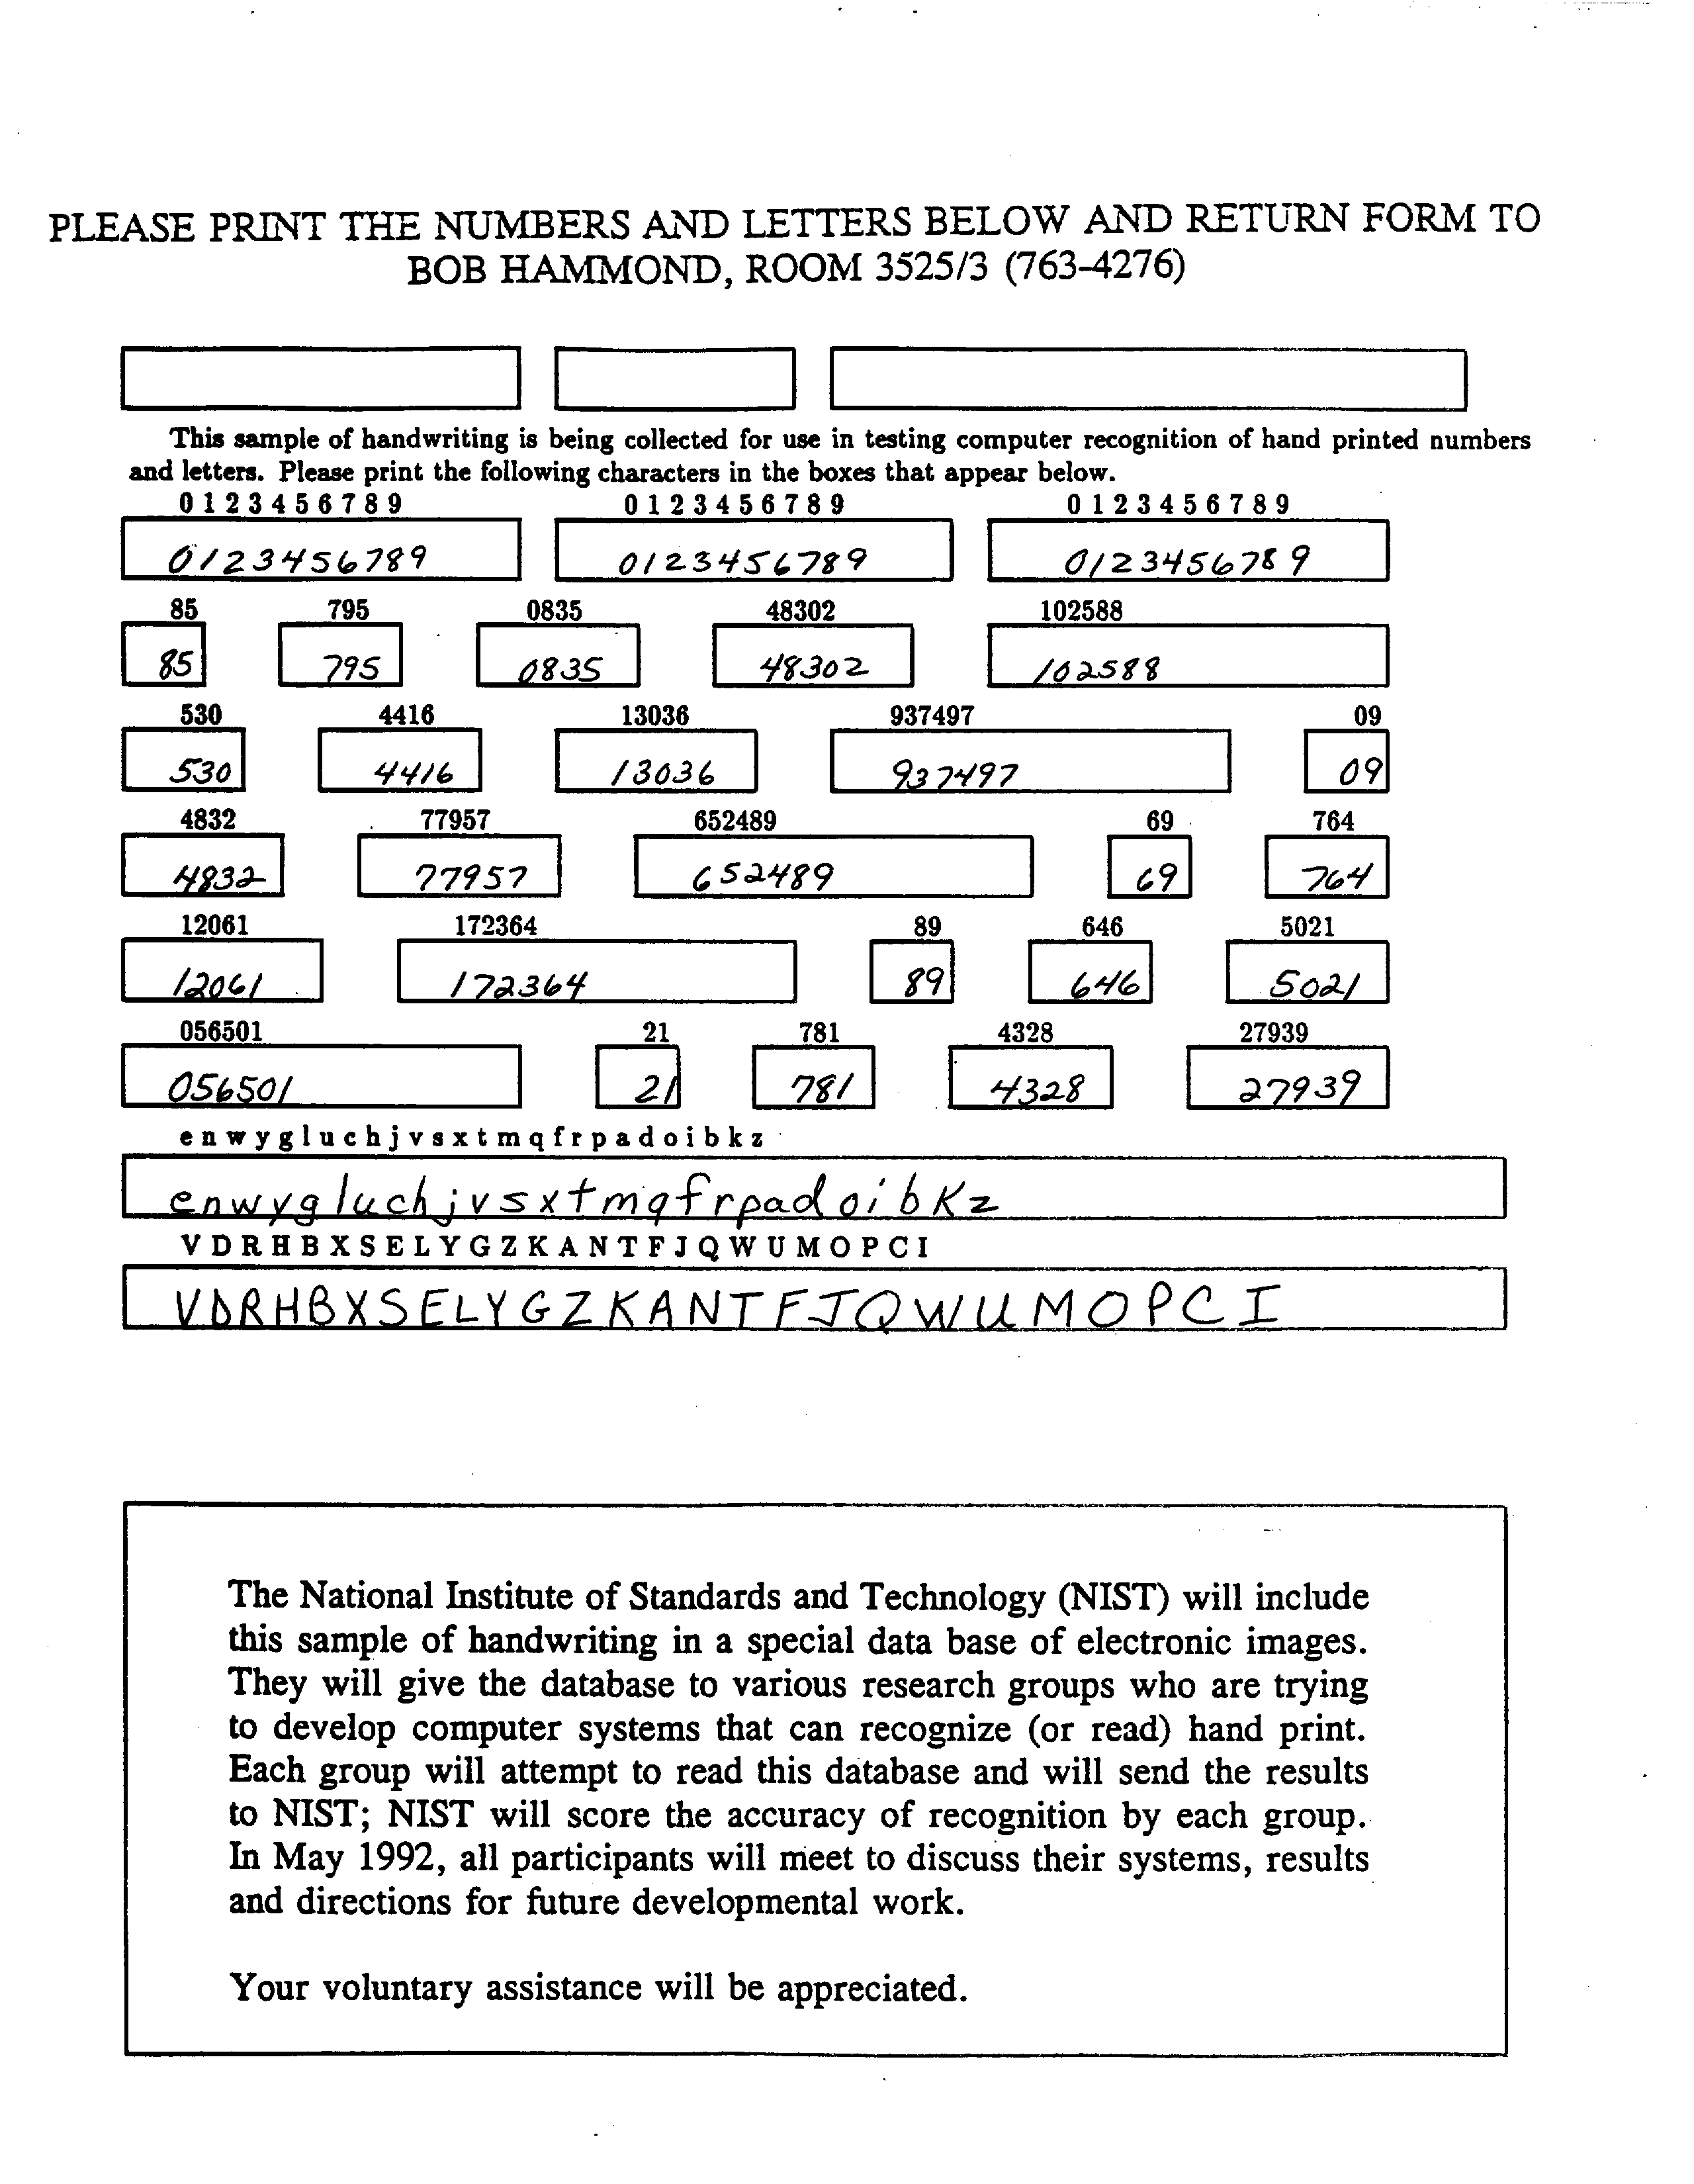 PLEASE PRINT THE NUMBERS AND LETTERS BELOW AND RETURN FORM TO
BOB HAMMOND, ROOM 3525/3 (763-4276)
This sample of handwriting is being collected for use in testing computer recognition of hand printed numbers
and letters. Please print the following characters in the boxes that appear below.
0 1 2 3 4 5 6 7 8 9 0 1 2 3 4 5 6 7 8 9 0 1 2 3 4 5 6 7 8 9
0123456789 0123456789 0123456789
85 795 0835 48302 102588
85 795 0835 48302 102588
530 4416 13036 937497 09
530 4416 13036 937497 09
4832 77957 652489 69 764
4832 77957 652489 69 764
12061 172364 89 646 5021
12061 172364 89 646 5021
056501 21 781 4328 27939
056501 21 781 4328 27939
e n w y g l u c h j v s x t m q f r p a d o i b k z
enwygluchjvsxtmqfrpadoibKz
V D R H B X S E L Y G Z K A N T F J Q W U M O P C I
VDRHBXSELYGZKANTFJQWUMOPCI
The National Institute of Standards and Technology (NIST) will include
this sample of handwriting in a special data base of electronic images.
They will give the database to various research groups who are trying
to develop computer systems that can recognize (or read) hand print.
Each group will attempt to read this database and will send the results
to NIST; NIST will score the accuracy of recognition by each group.
In May 1992, all participants will meet to discuss their systems, results
and directions for future developmental work.
Your voluntary assistance will be appreciated.